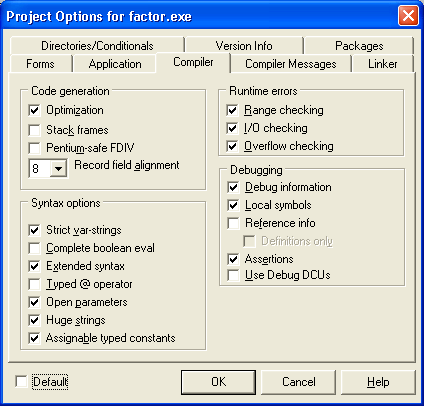 Project Options for factor.exe
Directories/Conditionals Version Info Packages
Forms Application Compiler Compiler Messages Linker
Code generation
Optimization
Stack frames
Pentium-safe FDIV
8 Record field alignment
Syntax options
Strict var-strings
Complete boolean eval
Extended syntax
Typed @ operator
Open parameters
Huge strings
Assignable typed constants
Runtime errors
Range checking
I/O checking
Overflow checking
Debugging
Debug information
Local symbols
Reference info
Definitions only
Assertions
Use Debug DCUs
Default OK Cancel Help